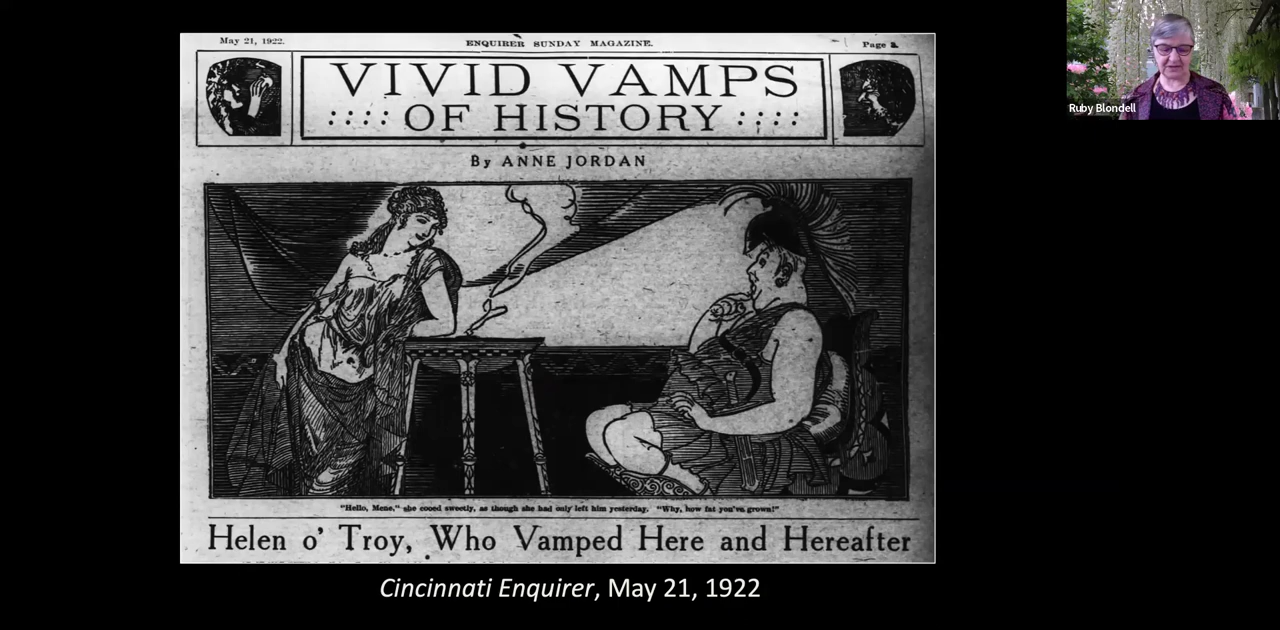 May 21, 1922.
ENQUIRER SUNDAY MAGAZINE.
Page 3.
VIVID VAMPS
:::: OF HISTORY ::::
By ANNE JORDAN
"Hello, Mene," she cooed sweetly, as though she had only left him yesterday. "Why, how fat you've grown!"
Helen o' Troy, Who Vamped Here and Hereafter
Cincinnati Enquirer, May 21, 1922
Ruby Blondell